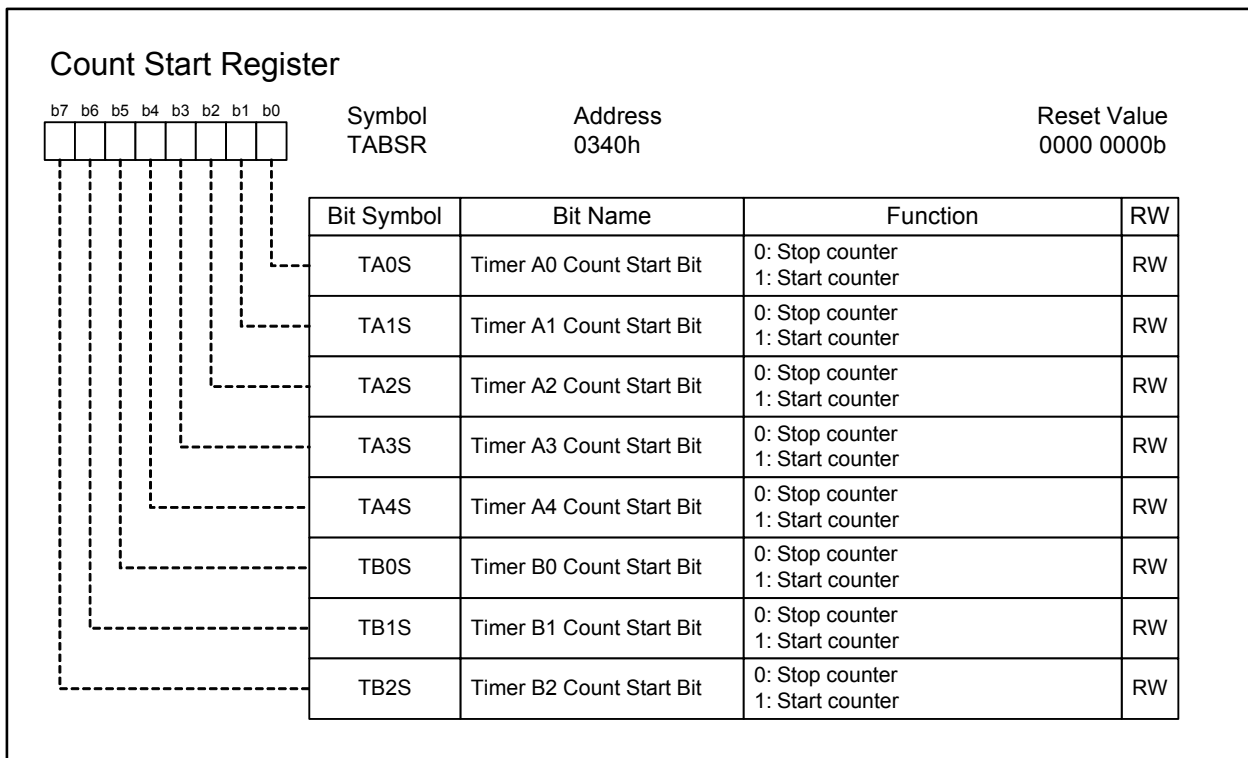 Count Start Register
b7 b6 b5 b4 b3 b2 b1 b0
Symbol Address Reset Value
TABSR 0340h 0000 0000b
Bit Symbol Bit Name Function RW
TA0S Timer A0 Count Start Bit 0: Stop counter
1: Start counter RW
TA1S Timer A1 Count Start Bit 0: Stop counter
1: Start counter RW
TA2S Timer A2 Count Start Bit 0: Stop counter
1: Start counter RW
TA3S Timer A3 Count Start Bit 0: Stop counter
1: Start counter RW
TA4S Timer A4 Count Start Bit 0: Stop counter
1: Start counter RW
TB0S Timer B0 Count Start Bit 0: Stop counter
1: Start counter RW
TB1S Timer B1 Count Start Bit 0: Stop counter
1: Start counter RW
TB2S Timer B2 Count Start Bit 0: Stop counter
1: Start counter RW